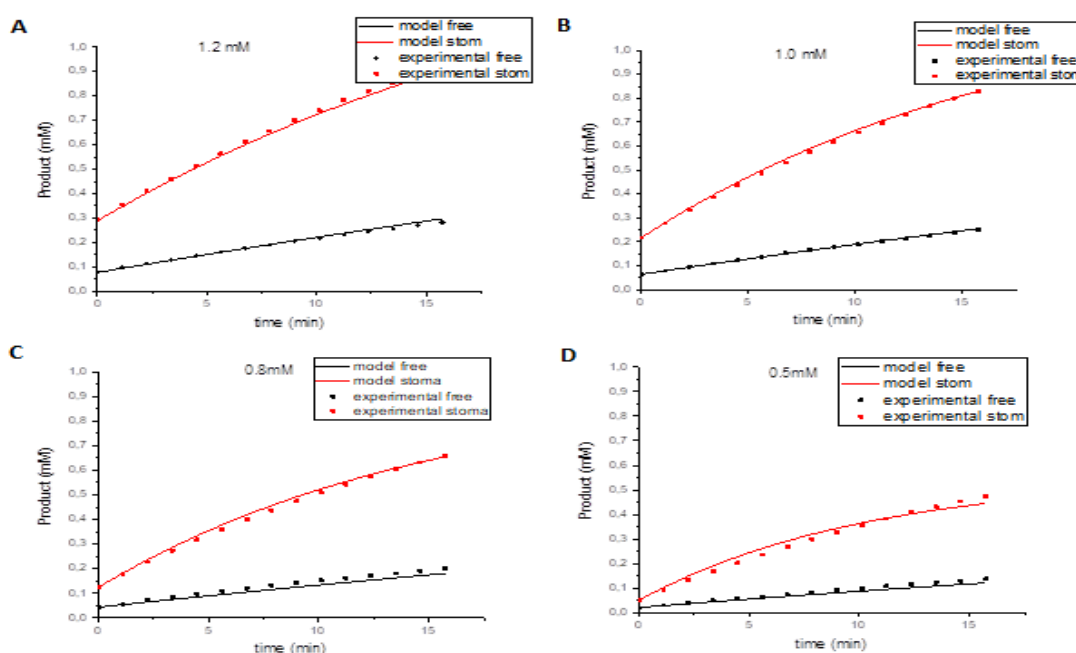 A
1.2 mM
model free
model stom
experimental free
experimental stom
1,0
0,9
0,8
0,7
0,6
0,5
0,4
0,3
0,2
0,1
0,0
Product (mM)
0
5
10
15
time (min)
B
1.0 mM
model free
model stom
experimental free
experimental stom
1,0
0,9
0,8
0,7
0,6
0,5
0,4
0,3
0,2
0,1
0,0
Product (mM)
0
5
10
15
time (min)
C
0.8mM
model free
model stoma
experimental free
experimental stoma
1,0
0,9
0,8
0,7
0,6
0,5
0,4
0,3
0,2
0,1
0,0
Product (mM)
0
5
10
15
time (min)
D
0.5mM
model free
model stom
experimental free
experimental stom
1,0
0,9
0,8
0,7
0,6
0,5
0,4
0,3
0,2
0,1
0,0
Product (mM)
0
5
10
15
time (min)